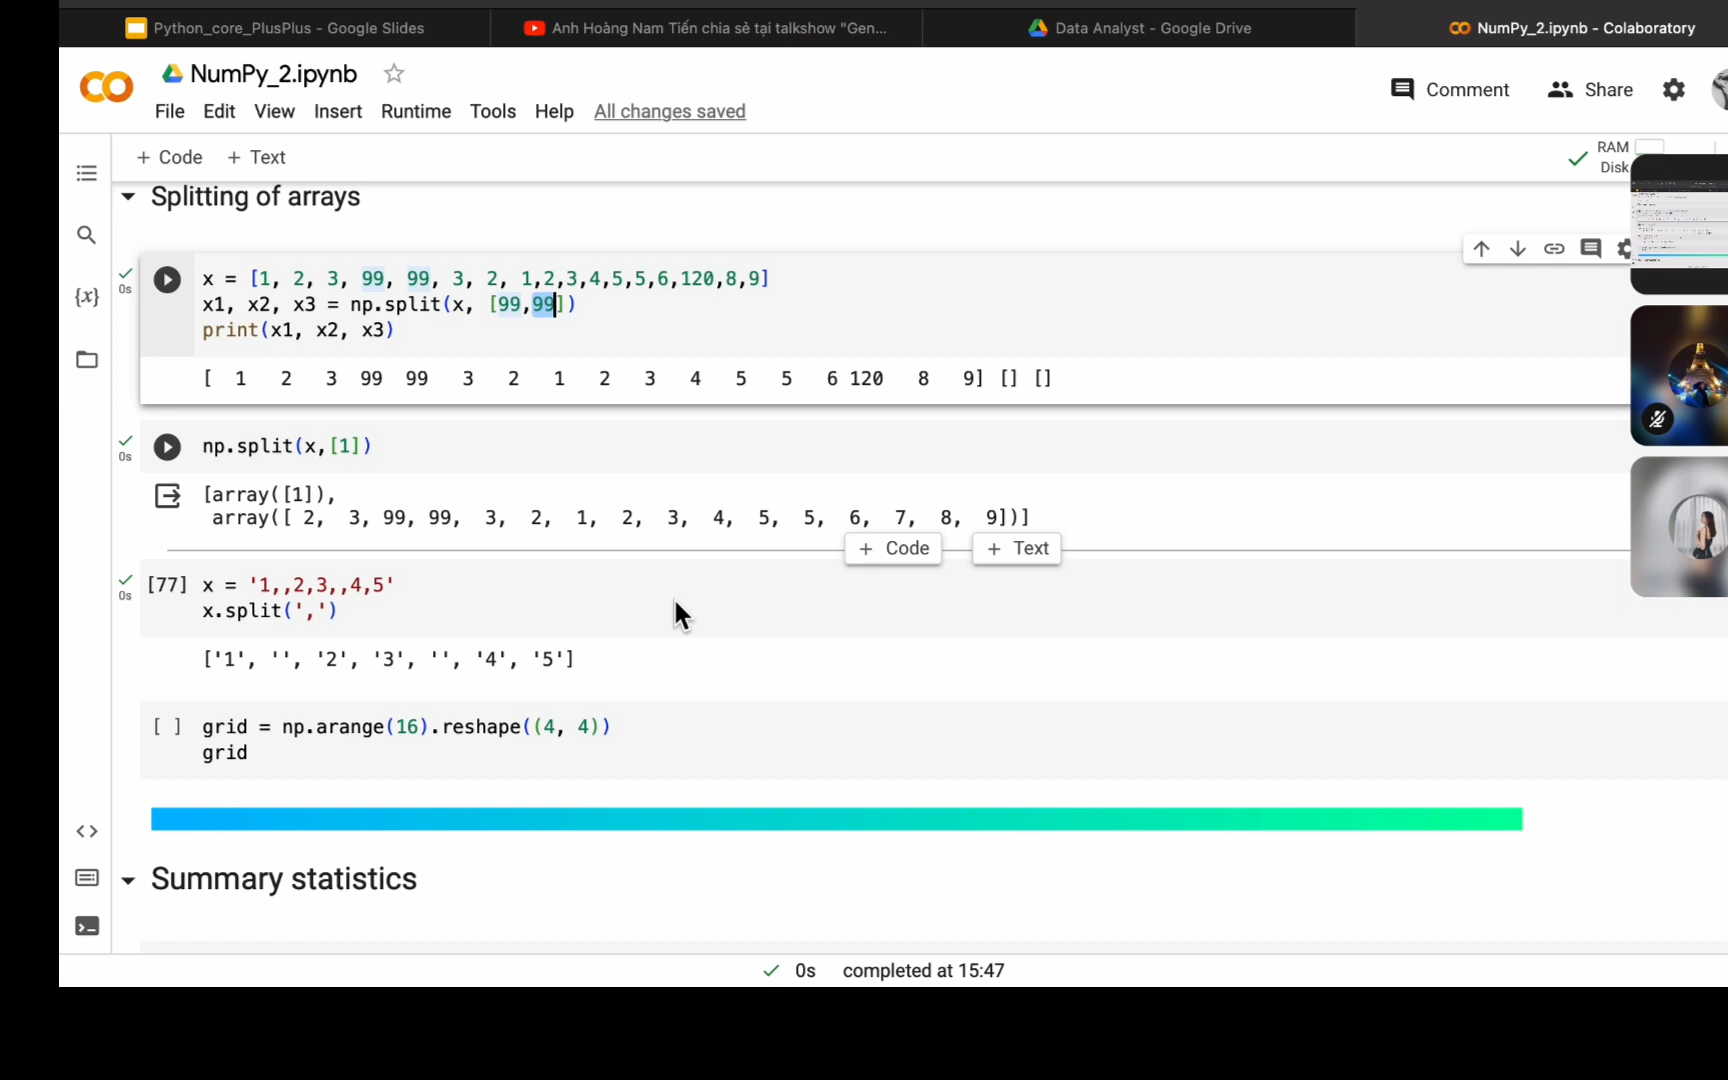 Python_core_PlusPlus - Google Slides
Anh Hoàng Nam Tiến chia sẻ tại talkshow "Gen...
Data Analyst - Google Drive
NumPy_2.ipynb - Colaboratory
NumPy_2.ipynb
Comment
Share
File Edit View Insert Runtime Tools Help All changes saved
+ Code + Text
RAM
Disk
Splitting of arrays
0s
x = [1, 2, 3, 99, 99, 3, 2, 1,2,3,4,5,5,6,120,8,9]
x1, x2, x3 = np.split(x, [99,99])
print(x1, x2, x3)
[ 1 2 3 99 99 3 2 1 2 3 4 5 5 6 120 8 9] [] []
0s
np.split(x,[1])
[array([1]),
array([ 2, 3, 99, 99, 3, 2, 1, 2, 3, 4, 5, 5, 6, 7, 8, 9])]
+ Code + Text
0s
[77] x = '1,,2,3,,4,5'
x.split(',')
['1', '', '2', '3', '', '4', '5']
[ ] grid = np.arange(16).reshape((4, 4))
grid
Summary statistics
0s completed at 15:47